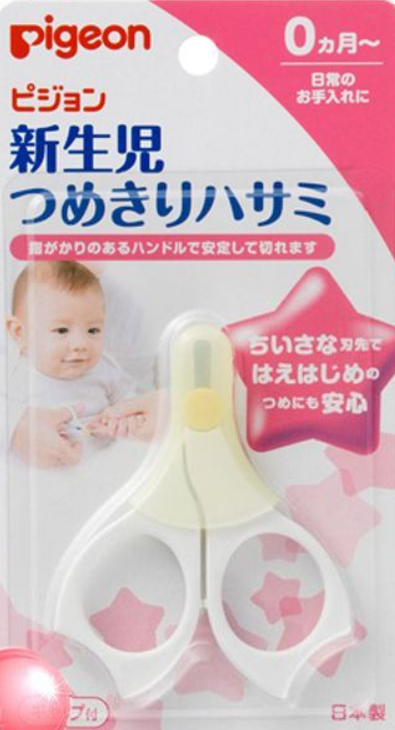 pigeon
0ヵ月～
日常の
お手入れに
ピジョン
新生児
つめきりハサミ
指がかりのあるハンドルで安定して切れます
ちいさな刃先で
はえはじめの
つめにも安心
プ付
日本製